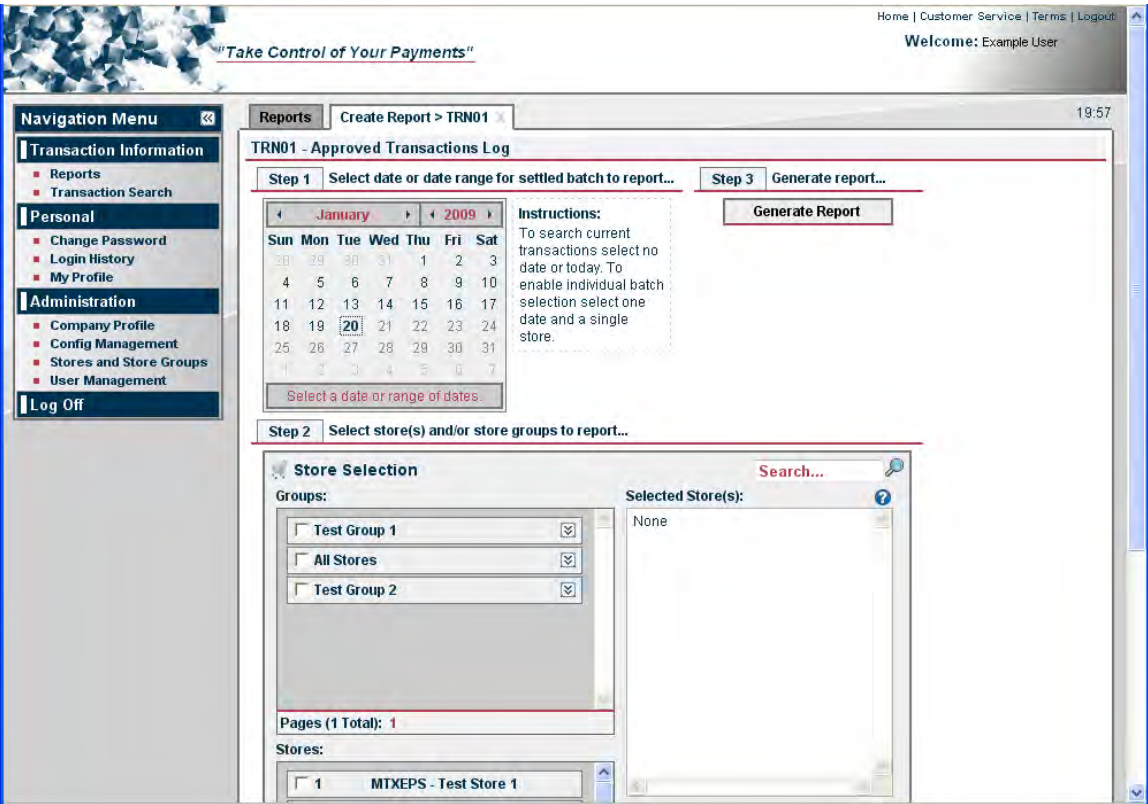 Home | Customer Service | Terms | Logout
"Take Control of Your Payments"
Welcome: Example User
Navigation Menu
Transaction Information
Reports
Transaction Search
Personal
Change Password
Login History
My Profile
Administration
Company Profile
Config Management
Stores and Store Groups
User Management
Log Off
Reports
Create Report > TRN01 X
19:57
TRN01 - Approved Transactions Log
Step 1 Select date or date range for settled batch to report...
January 2009
Sun Mon Tue Wed Thu Fri Sat
28 29 30 31 1 2 3
4 5 6 7 8 9 10
11 12 13 14 15 16 17
18 19 20 21 22 23 24
25 26 27 28 29 30 31
1 2 3 4 5 6 7
Select a date or range of dates.
Instructions:
To search current
transactions select no
date or today. To
enable individual batch
selection select one
date and a single
store.
Step 3 Generate report...
Generate Report
Step 2 Select store(s) and/or store groups to report...
Store Selection
Search...
Groups:
Test Group 1
All Stores
Test Group 2
Pages (1 Total): 1
Selected Store(s):
None
Stores:
1 MTXEPS - Test Store 1